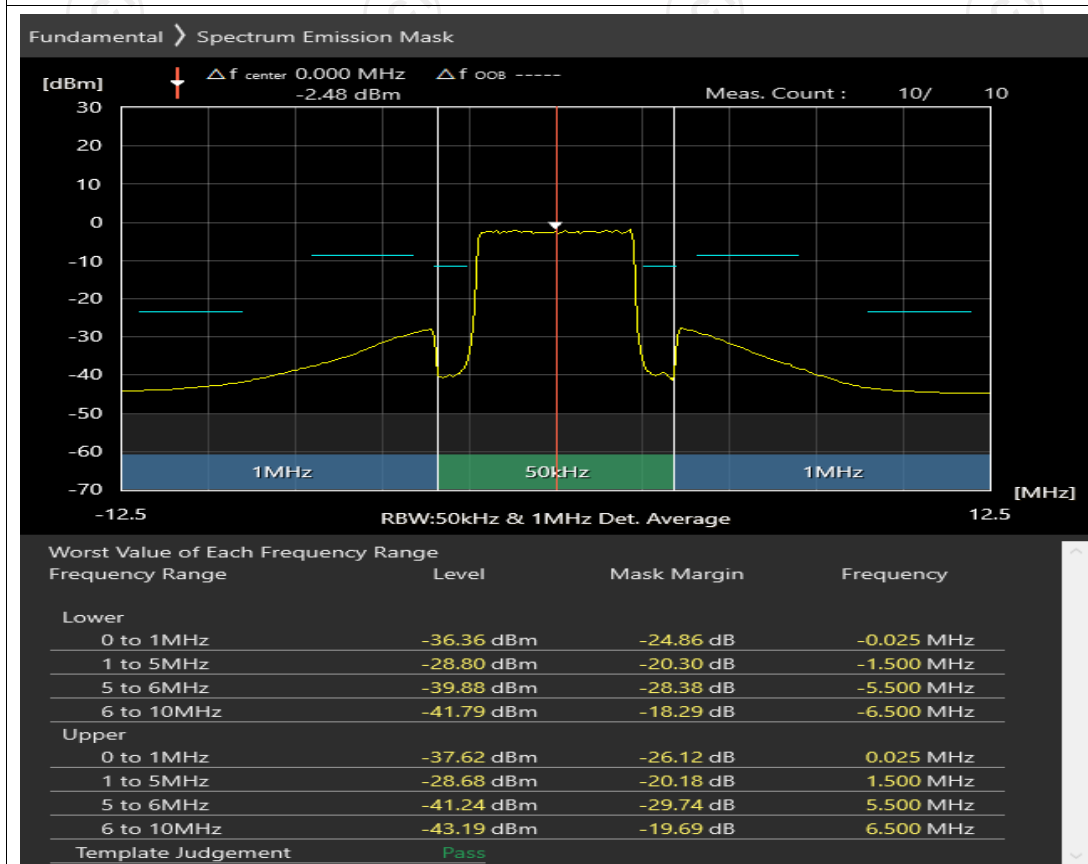 Fundamental ❯ Spectrum Emission Mask
[dBm] △f center 0.000 MHz △f OOB -----
-2.48 dBm Meas. Count : 10/ 10
30
20
10
0
-10
-20
-30
-40
-50
-60
1MHz 50kHz 1MHz
-70 [MHz]
-12.5 RBW:50kHz & 1MHz Det. Average 12.5
Worst Value of Each Frequency Range
Frequency Range Level Mask Margin Frequency
Lower
0 to 1MHz -36.36 dBm -24.86 dB -0.025 MHz
1 to 5MHz -28.80 dBm -20.30 dB -1.500 MHz
5 to 6MHz -39.88 dBm -28.38 dB -5.500 MHz
6 to 10MHz -41.79 dBm -18.29 dB -6.500 MHz
Upper
0 to 1MHz -37.62 dBm -26.12 dB 0.025 MHz
1 to 5MHz -28.68 dBm -20.18 dB 1.500 MHz
5 to 6MHz -41.24 dBm -29.74 dB 5.500 MHz
6 to 10MHz -43.19 dBm -19.69 dB 6.500 MHz
Template Judgement Pass